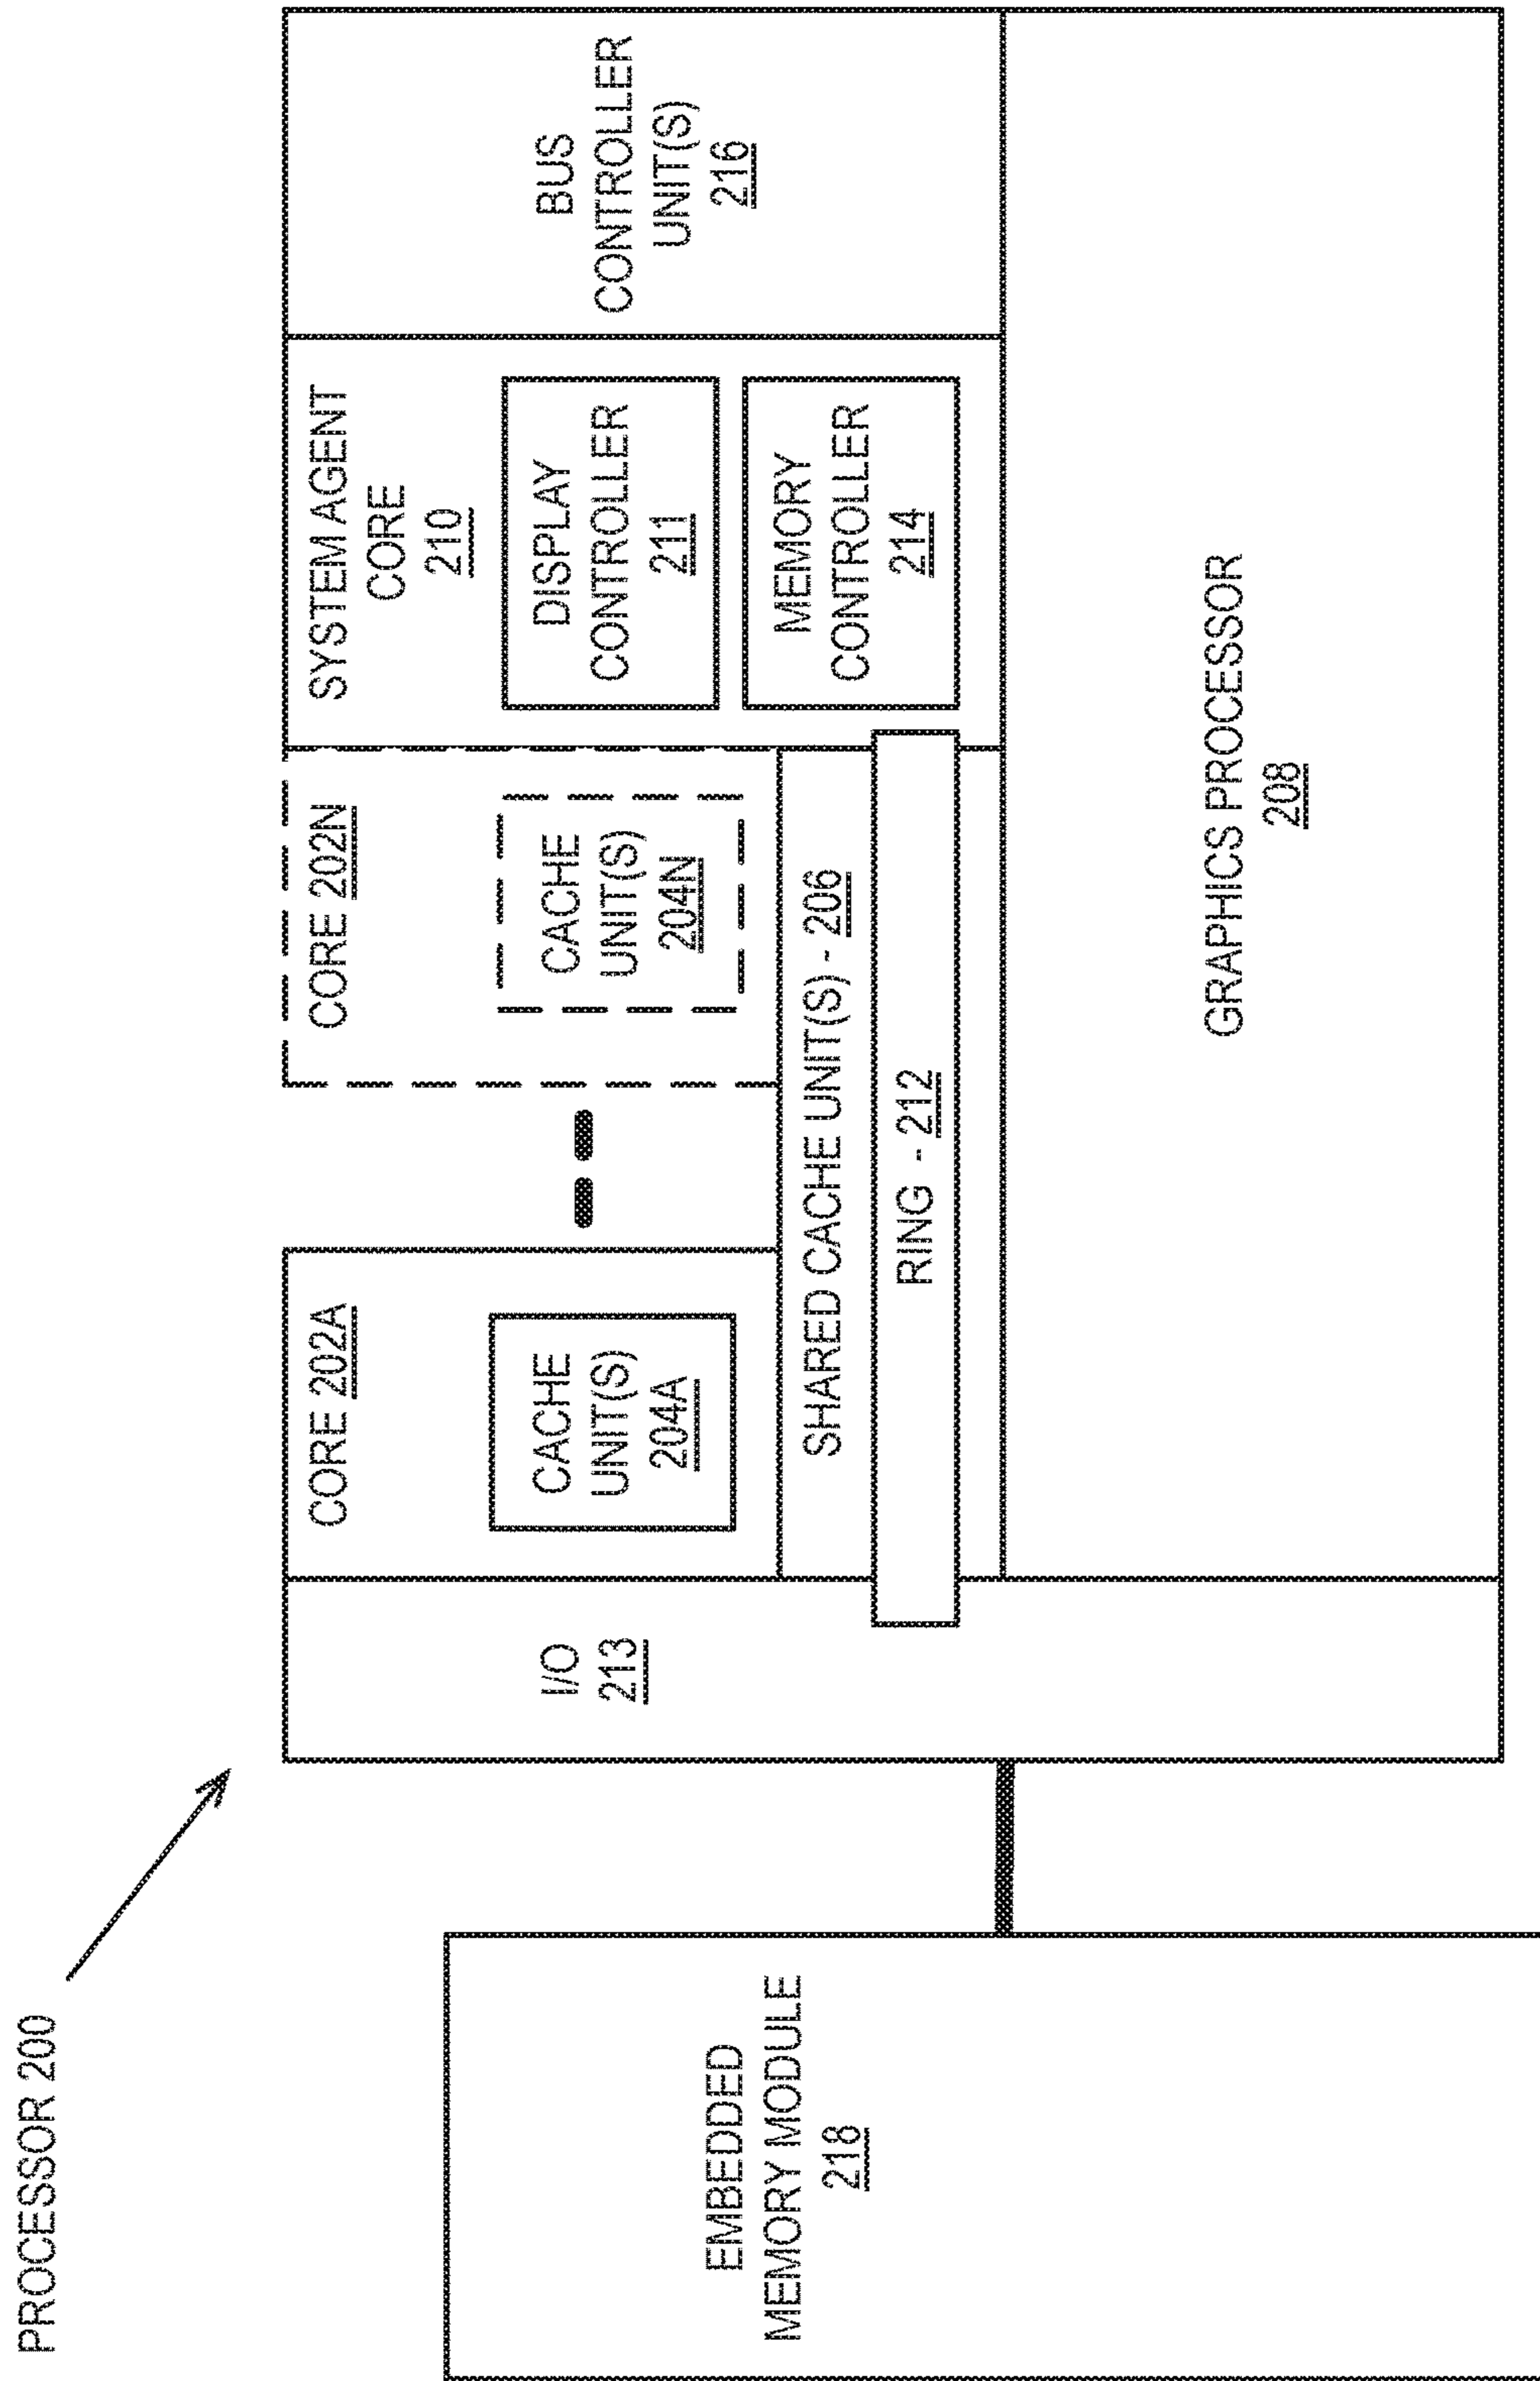 PROCESSOR 200
EMBEDDED
MEMORY MODULE
218
I/O
213
CORE 202A
CACHE
UNIT(S)
204A
CORE 202N
CACHE
UNIT(S)
204N
SHARED CACHE UNIT(S) - 206
RING - 212
SYSTEM AGENT
CORE
210
DISPLAY
CONTROLLER
211
MEMORY
CONTROLLER
214
BUS
CONTROLLER
UNIT(S)
216
GRAPHICS PROCESSOR
208